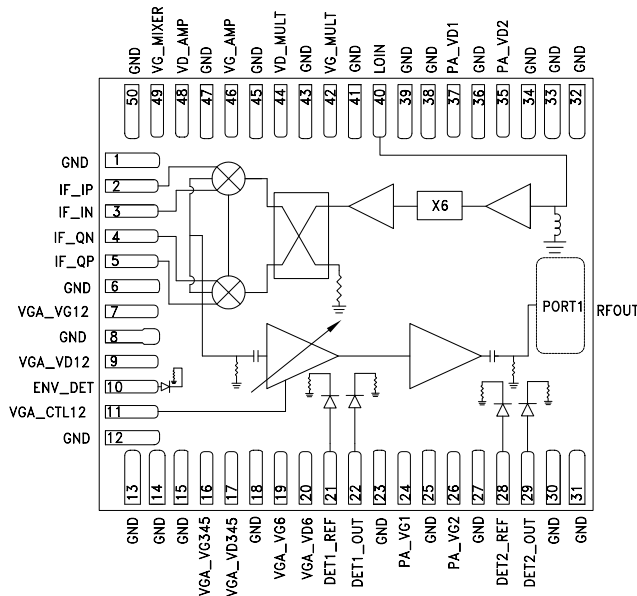 GND
VG_MIXER
VD_AMP
GND
VG_AMP
GND
VD_MULT
GND
VG_MULT
GND
LOIN
GND
GND
PA_VD1
GND
PA_VD2
GND
GND
GND
50
49
48
47
46
45
44
43
42
41
40
39
38
37
36
35
34
33
32
GND 1
IF_IP 2
IF_IN 3
IF_QN 4
IF_QP 5
GND 6
VGA_VG12 7
GND 8
VGA_VD12 9
ENV_DET 10
VGA_CTL12 11
GND 12
X6
PORT1
RFOUT
13
14
15
16
17
18
19
20
21
22
23
24
25
26
27
28
29
30
31
GND
GND
GND
VGA_VG345
VGA_VD345
GND
VGA_VG6
VGA_VD6
DET1_REF
DET1_OUT
GND
PA_VG1
GND
PA_VG2
GND
DET2_REF
DET2_OUT
GND
GND